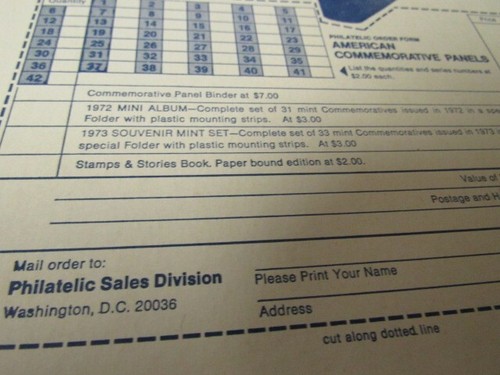 Quantity
1 2 3 4 5
6 7 8 9 10 11
12 13 14 15 16 17
18 19 20 21 22 23
24 25 26 27 28 29
30 31 32 33 34 35
36 37 38 39 40 41
42
Price
PHILATELIC ORDER FORM
AMERICAN
COMMEMORATIVE PANELS
List the quantities and series numbers at
$2.00 each.
Commemorative Panel Binder at $7.00
1972 MINI ALBUM—Complete set of 31 mint Commemoratives issued in 1972 in a
Folder with plastic mounting strips. At $3.00
1973 SOUVENIR MINT SET—Complete set of 33 mint Commemoratives issued in
special Folder with plastic mounting strips. At $3.00
Stamps & Stories Book. Paper bound edition at $2.00.
Value of
Postage and
Mail order to:
Philatelic Sales Division
Washington, D.C. 20036
Please Print Your Name
Address
cut along dotted line